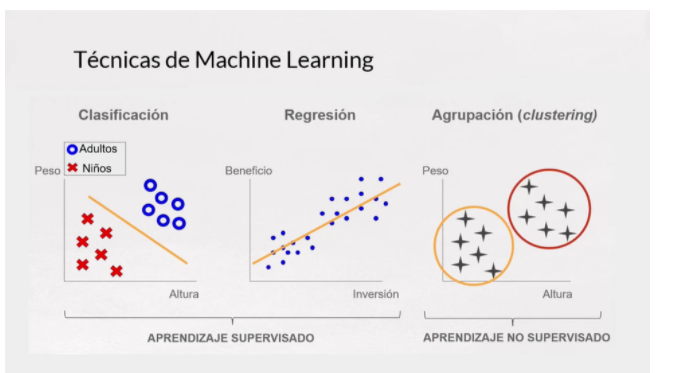 Técnicas de Machine Learning
Clasificación
Regresión
Agrupación (clustering)
Adultos
Niños
Peso
Altura
Beneficio
Inversión
Peso
Altura
APRENDIZAJE SUPERVISADO
APRENDIZAJE NO SUPERVISADO